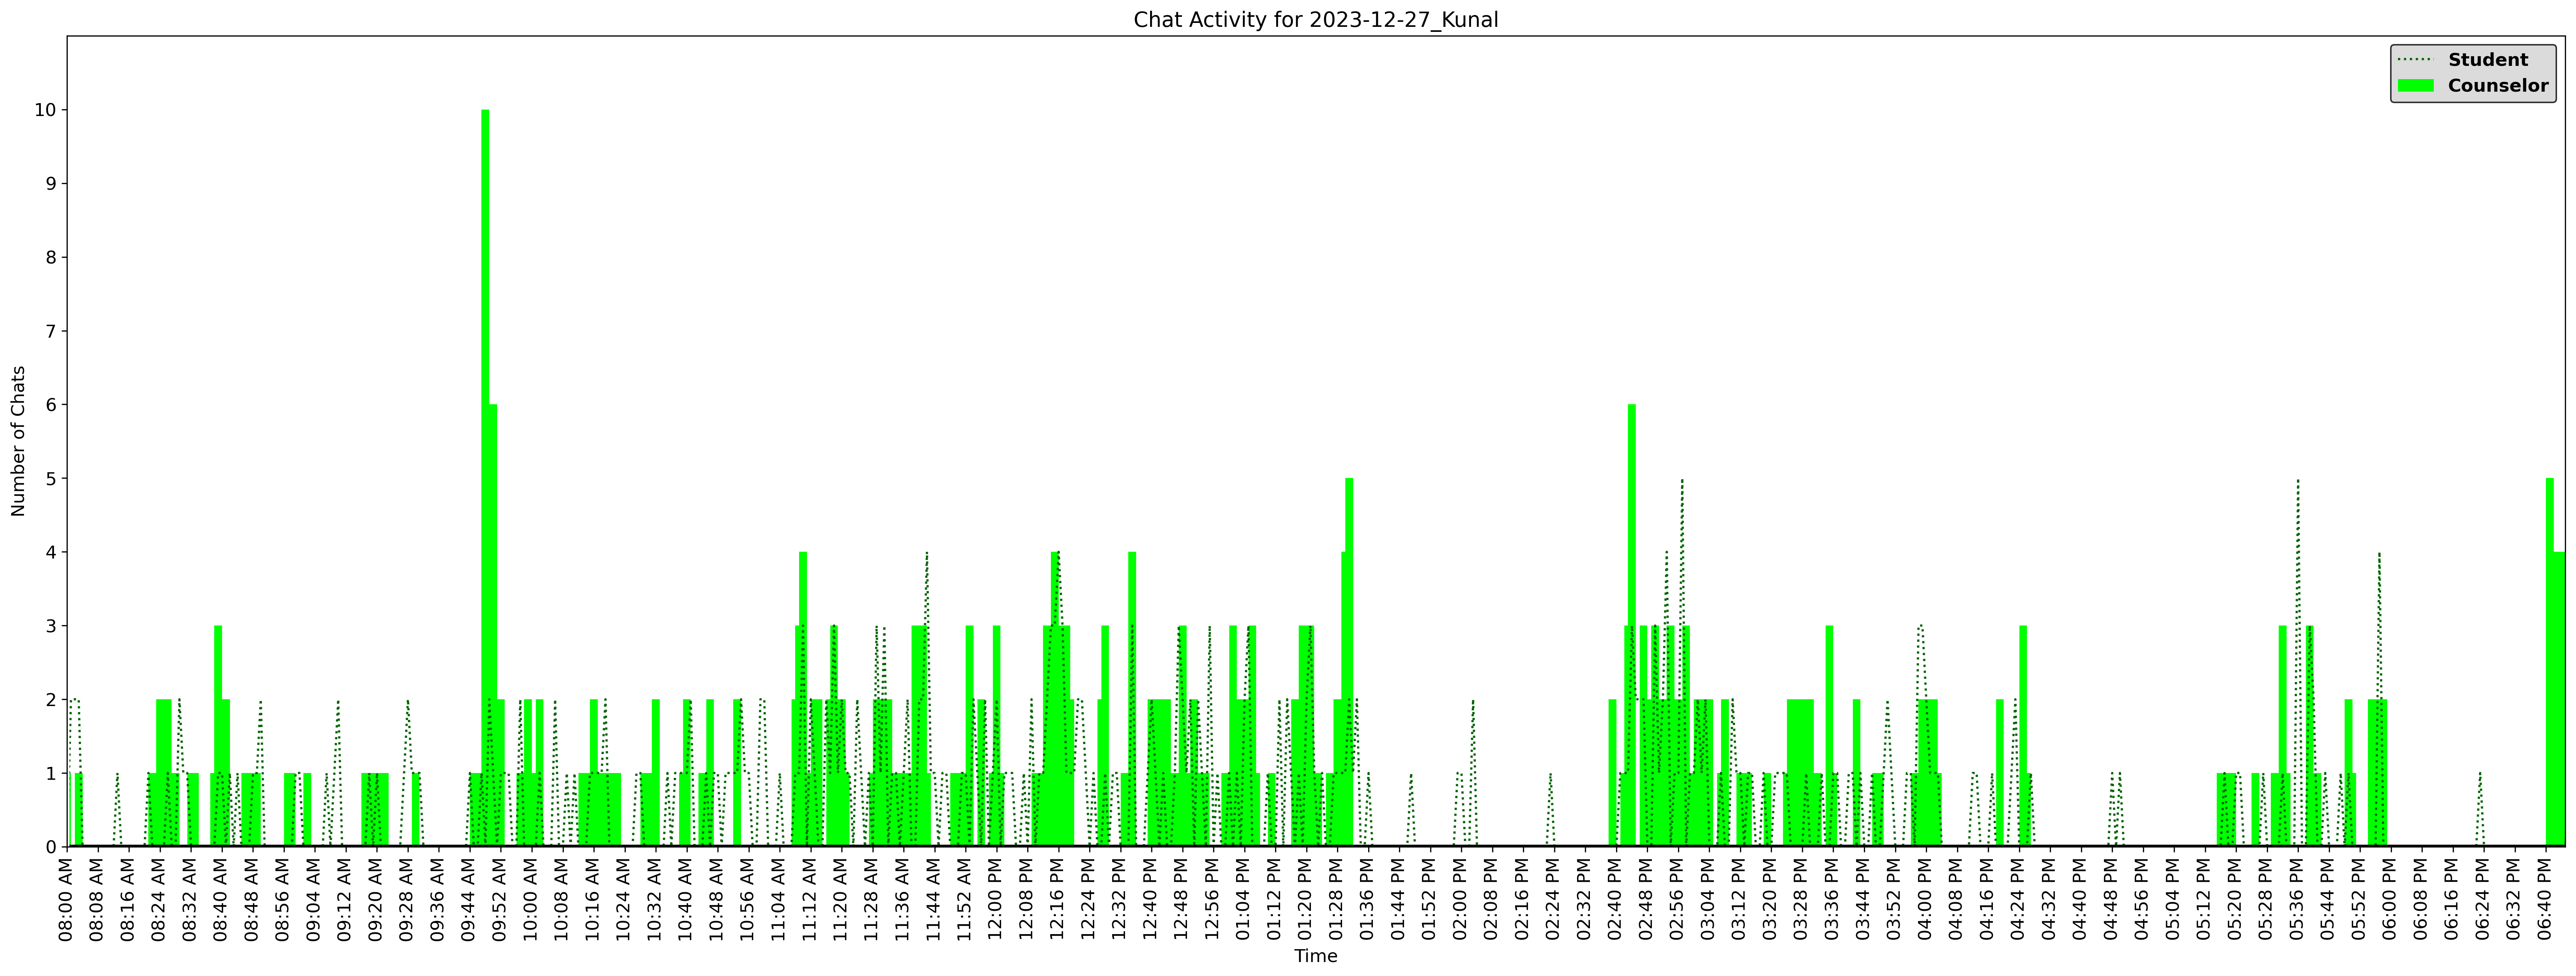 Chat Activity for 2023-12-27_Kunal
Student
Counselor
Number of Chats
10
9
8
7
6
5
4
3
2
1
0
08:00 AM
08:08 AM
08:16 AM
08:24 AM
08:32 AM
08:40 AM
08:48 AM
08:56 AM
09:04 AM
09:12 AM
09:20 AM
09:28 AM
09:36 AM
09:44 AM
09:52 AM
10:00 AM
10:08 AM
10:16 AM
10:24 AM
10:32 AM
10:40 AM
10:48 AM
10:56 AM
11:04 AM
11:12 AM
11:20 AM
11:28 AM
11:36 AM
11:44 AM
11:52 AM
12:00 PM
12:08 PM
12:16 PM
12:24 PM
12:32 PM
12:40 PM
12:48 PM
12:56 PM
01:04 PM
01:12 PM
01:20 PM
01:28 PM
01:36 PM
01:44 PM
01:52 PM
02:00 PM
02:08 PM
02:16 PM
02:24 PM
02:32 PM
02:40 PM
02:48 PM
02:56 PM
03:04 PM
03:12 PM
03:20 PM
03:28 PM
03:36 PM
03:44 PM
03:52 PM
04:00 PM
04:08 PM
04:16 PM
04:24 PM
04:32 PM
04:40 PM
04:48 PM
04:56 PM
05:04 PM
05:12 PM
05:20 PM
05:28 PM
05:36 PM
05:44 PM
05:52 PM
06:00 PM
06:08 PM
06:16 PM
06:24 PM
06:32 PM
06:40 PM
Time